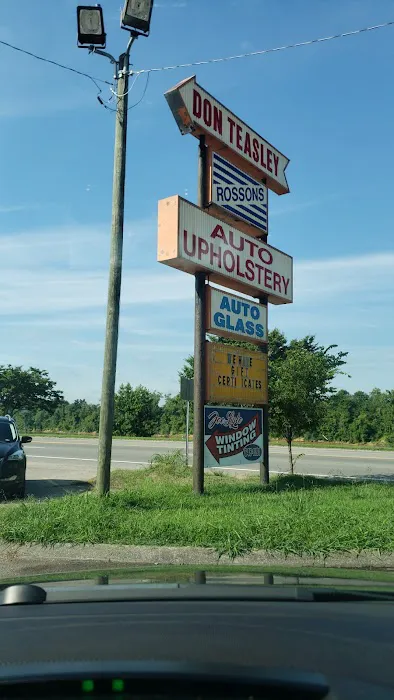 DON TEASLEY
ROSSONS
AUTO
UPHOLSTERY
AUTO
GLASS
WE HAVE
GIFT
CERTIFICATES
WINDOW
TINTING